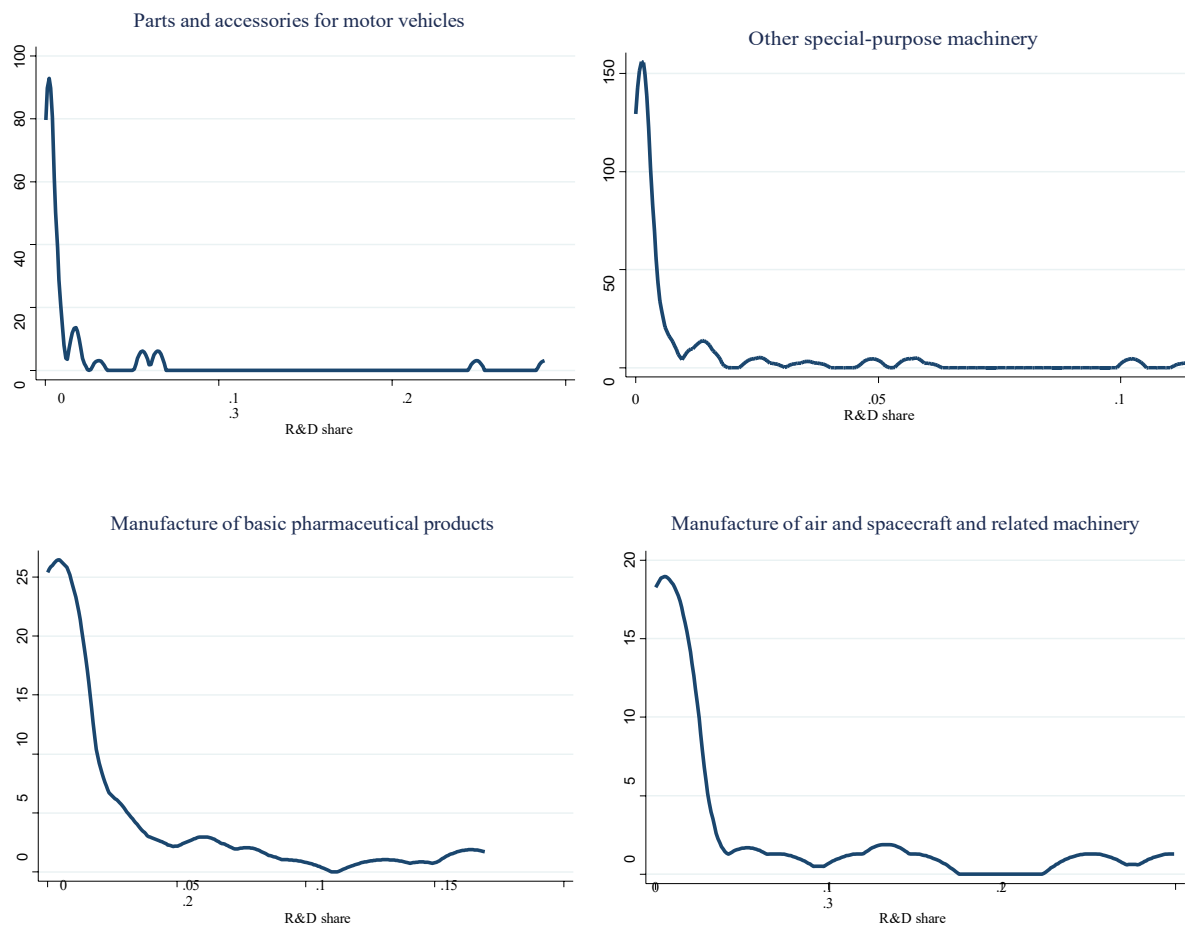 Parts and accessories for motor vehicles
100
80
60
40
20
0
0 .1 .2
.3
R&D share
Other special-purpose machinery
150
100
50
0
0 .05 .1
R&D share
Manufacture of basic pharmaceutical products
25
20
15
10
5
0
0 .05 .1 .15
.2
R&D share
Manufacture of air and spacecraft and related machinery
20
15
10
5
0
0 .1 .2
.3
R&D share